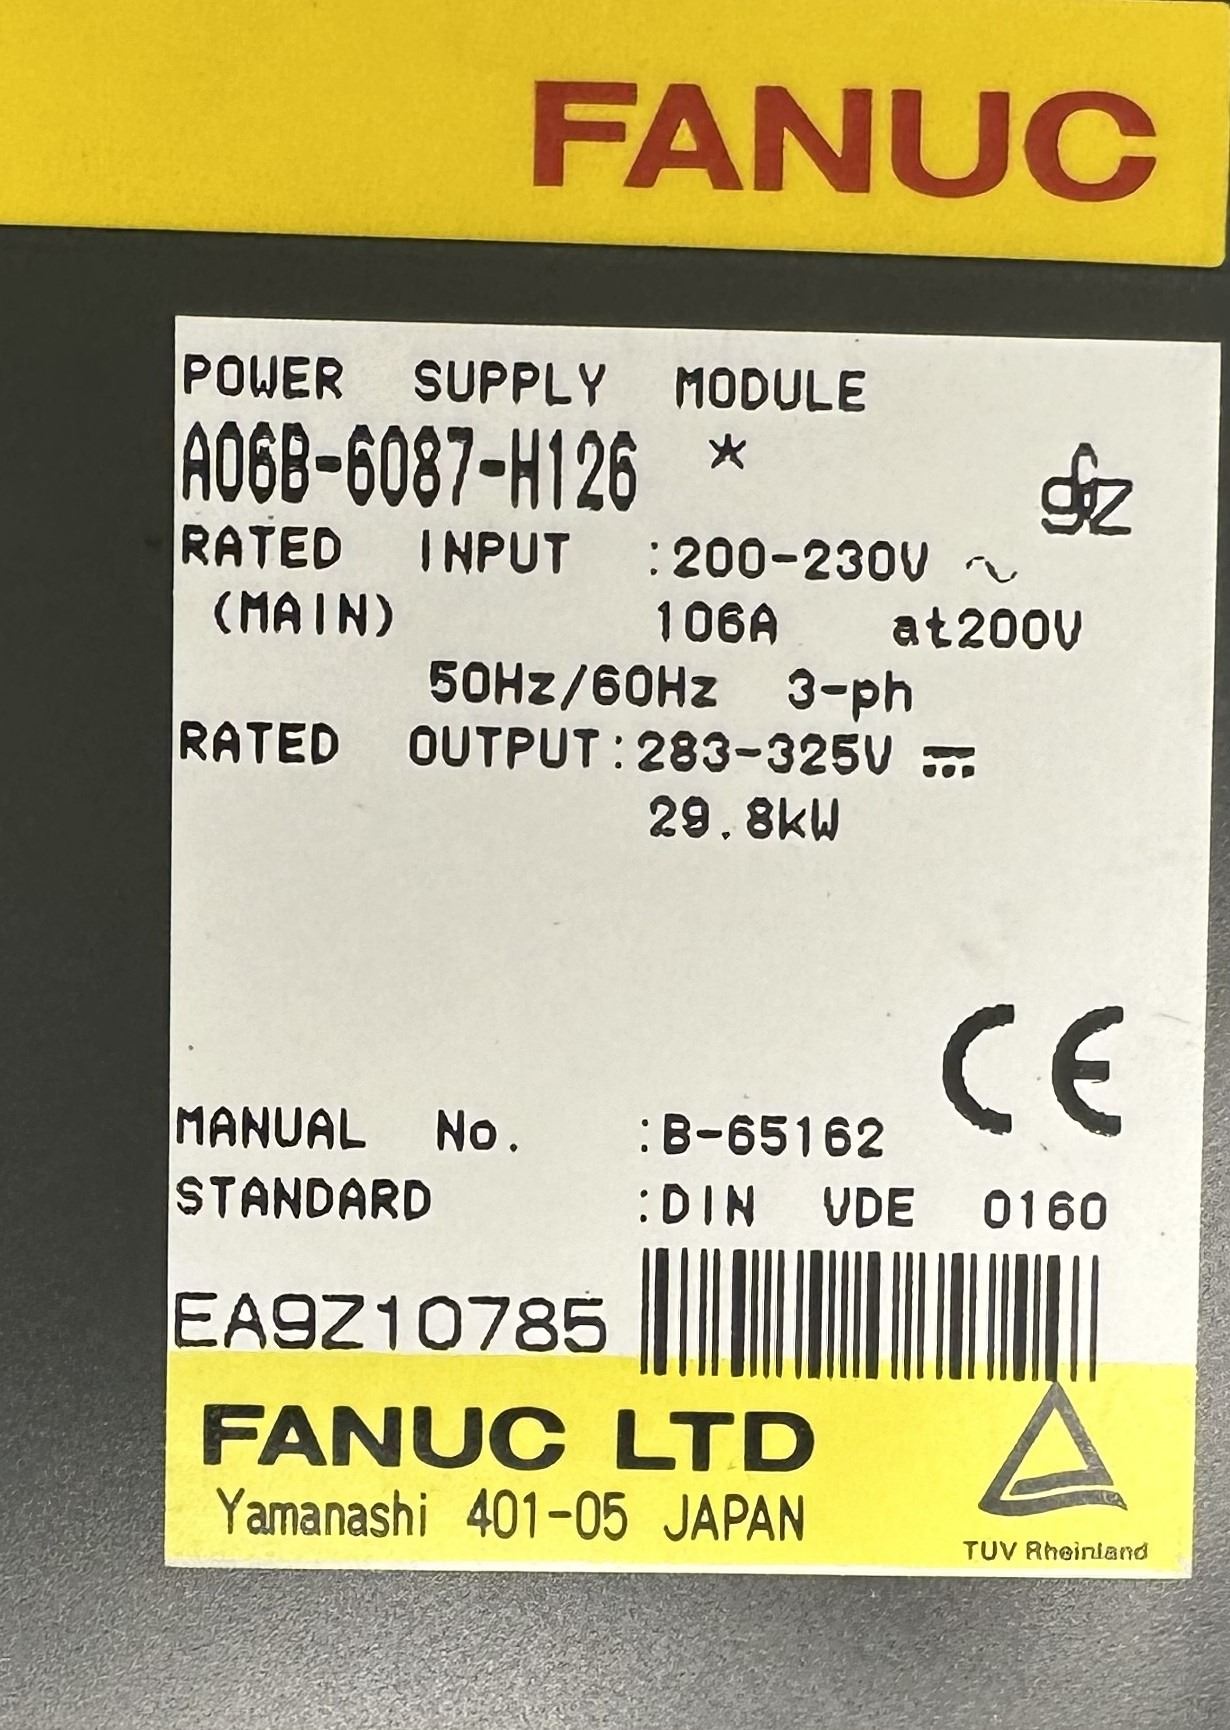 FANUC
POWER SUPPLY MODULE
A06B-6087-H126 *
RATED INPUT :200-230V ~
(MAIN) 106A at200V
50Hz/60Hz 3-ph
RATED OUTPUT:283-325V ⎓
29.8kW
CE
MANUAL No. :B-65162
STANDARD :DIN VDE 0160
EA9Z10785
FANUC LTD
Yamanashi 401-05 JAPAN
TUV Rheinland